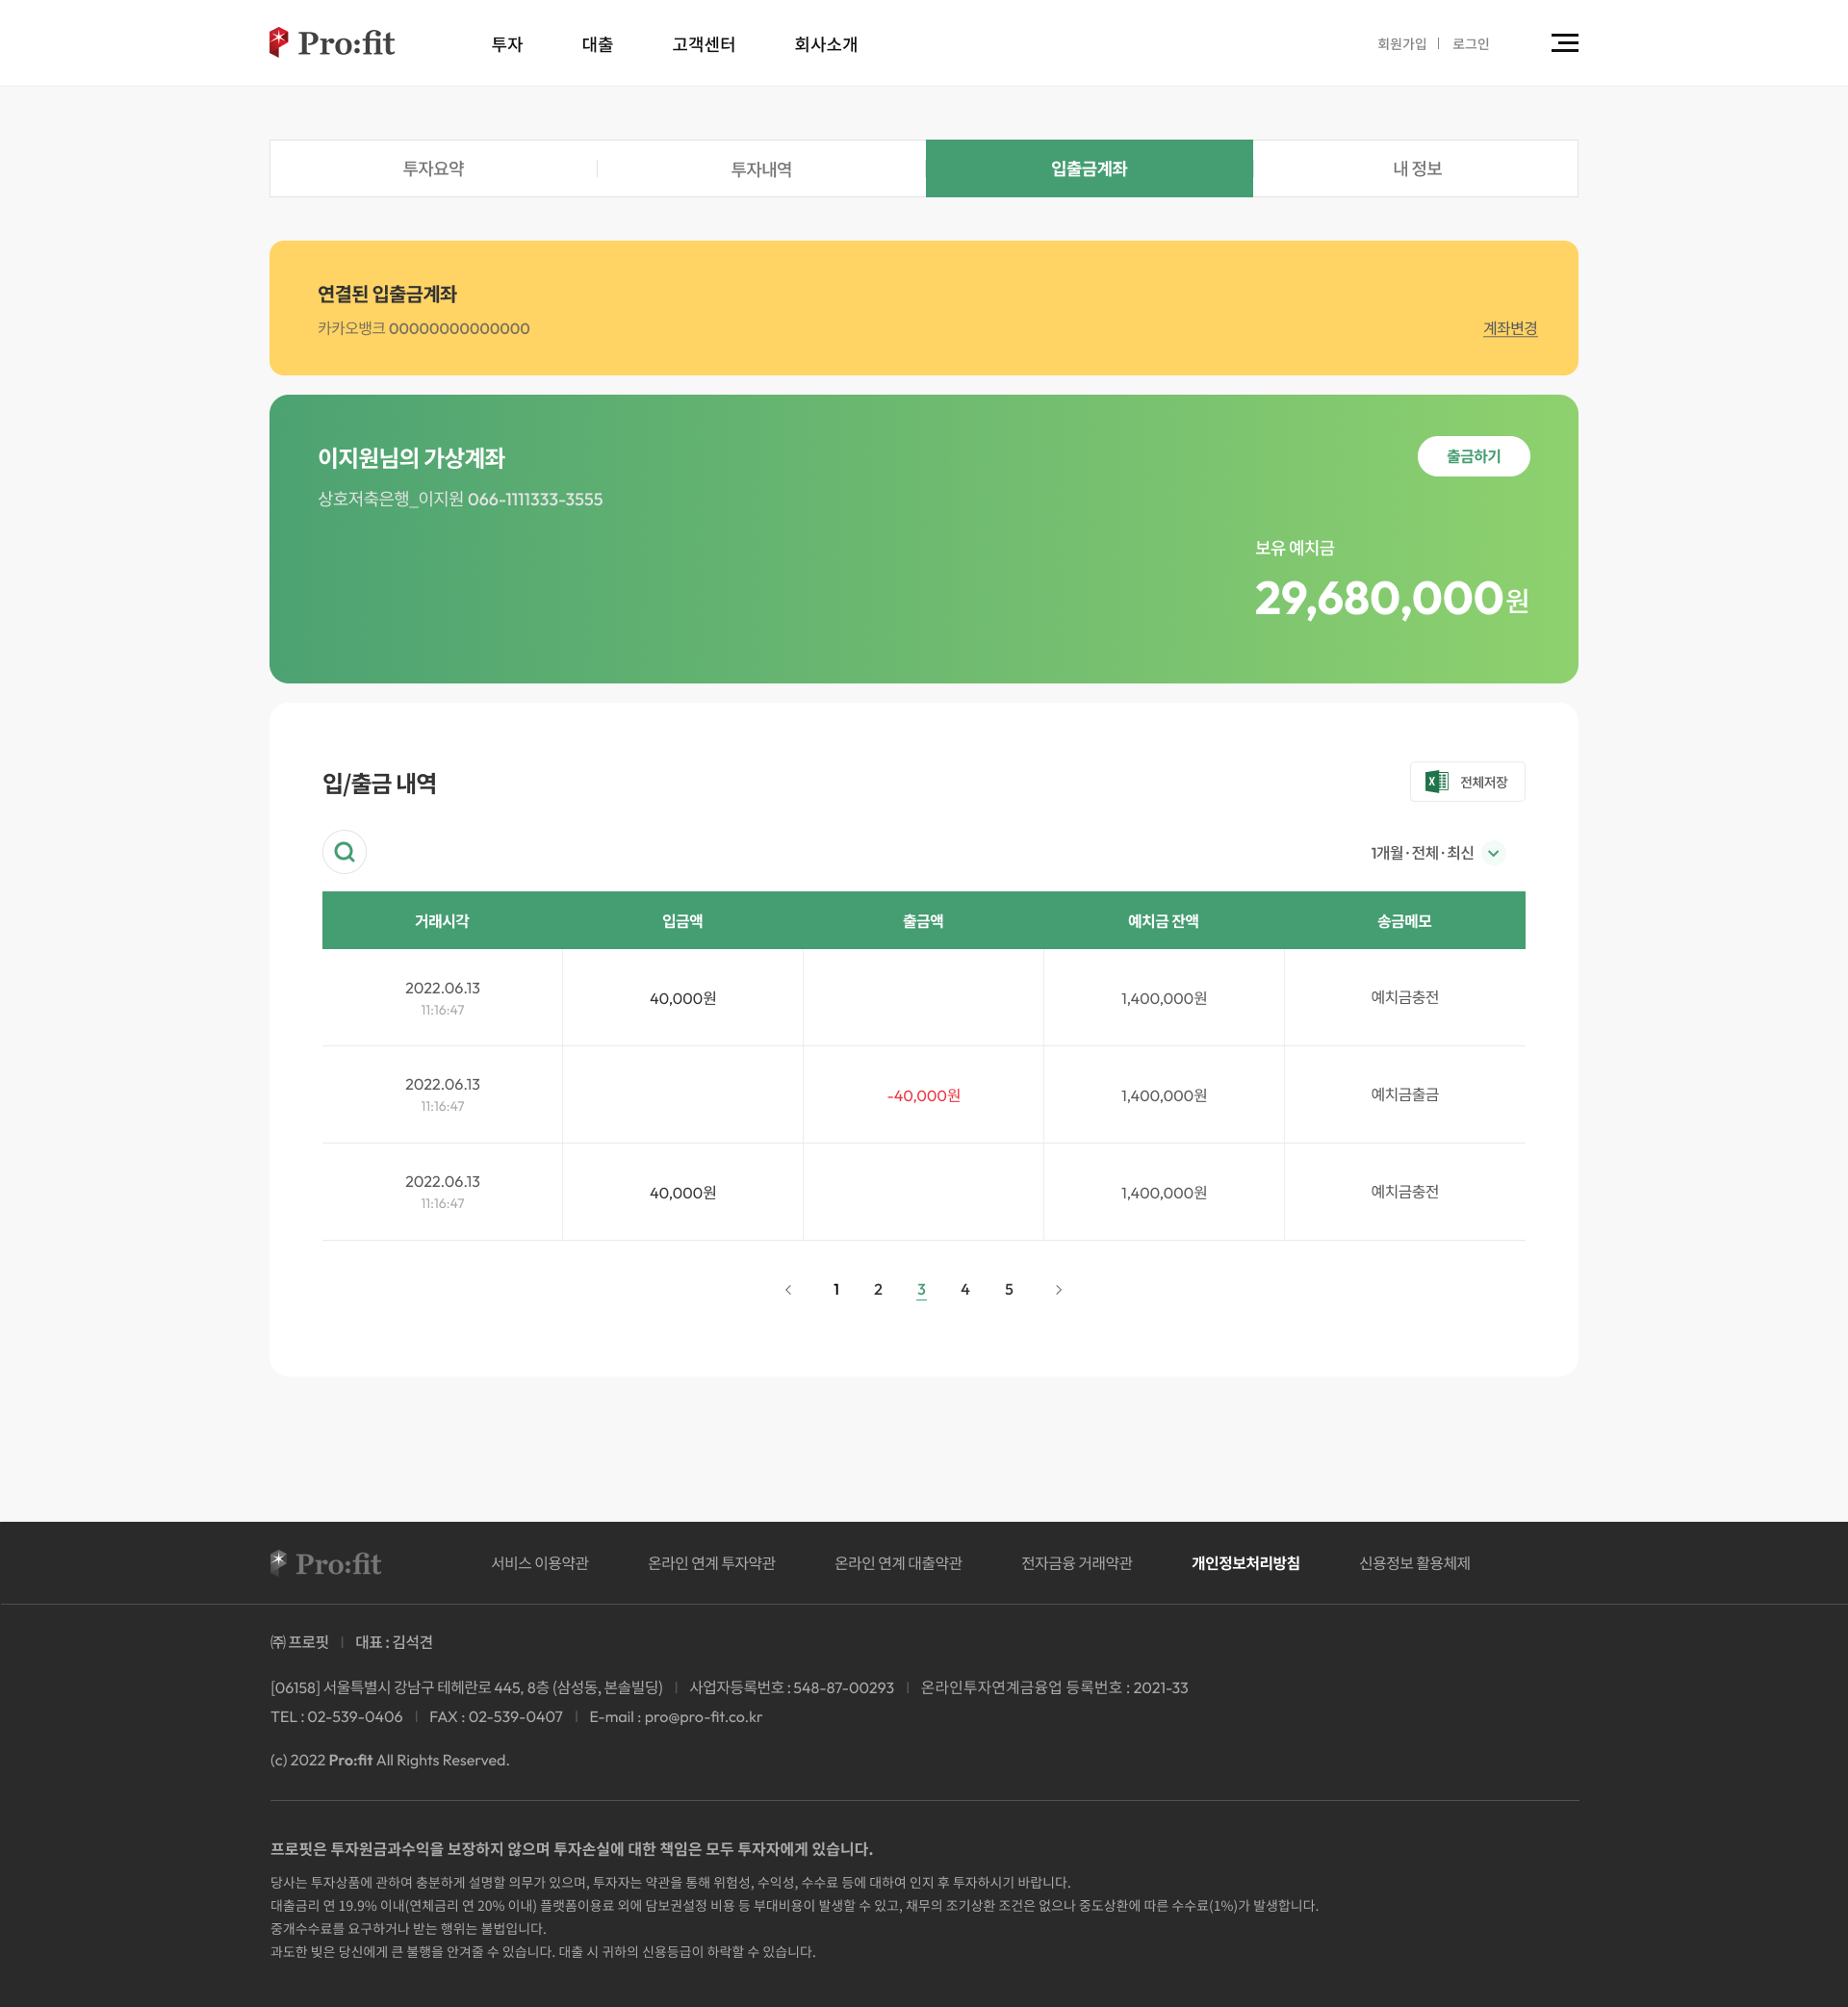 Pro:fit 투자 대출 고객센터 회사소개 회원가입 로그인
투자요약 투자내역 입출금계좌 내 정보
연결된 입출금계좌
카카오뱅크 00000000000000 계좌변경
이지원님의 가상계좌 출금하기
상호저축은행_이지원 066-1111333-3555
보유 예치금
29,680,000원
입/출금 내역 전체저장
1개월·전체·최신
거래시각 입금액 출금액 예치금 잔액 송금메모
2022.06.13
11:16:47
40,000원 1,400,000원 예치금충전
2022.06.13
11:16:47
-40,000원 1,400,000원 예치금출금
2022.06.13
11:16:47
40,000원 1,400,000원 예치금충전
1 2 3 4 5
Pro:fit 서비스 이용약관 온라인 연계 투자약관 온라인 연계 대출약관 전자금융 거래약관 개인정보처리방침 신용정보 활용체제
㈜ 프로핏 | 대표 : 김석견
[06158] 서울특별시 강남구 테헤란로 445, 8층 (삼성동, 본솔빌딩) | 사업자등록번호 : 548-87-00293 | 온라인투자연계금융업 등록번호 : 2021-33
TEL : 02-539-0406 | FAX : 02-539-0407 | E-mail : pro@pro-fit.co.kr
(c) 2022 Pro:fit All Rights Reserved.
프로핏은 투자원금과수익을 보장하지 않으며 투자손실에 대한 책임은 모두 투자자에게 있습니다.
당사는 투자상품에 관하여 충분하게 설명할 의무가 있으며, 투자자는 약관을 통해 위험성, 수익성, 수수료 등에 대하여 인지 후 투자하시기 바랍니다.
대출금리 연 19.9% 이내(연체금리 연 20% 이내) 플랫폼이용료 외에 담보권설정 비용 등 부대비용이 발생할 수 있고, 채무의 조기상환 조건은 없으나 중도상환에 따른 수수료(1%)가 발생합니다.
중개수수료를 요구하거나 받는 행위는 불법입니다.
과도한 빚은 당신에게 큰 불행을 안겨줄 수 있습니다. 대출 시 귀하의 신용등급이 하락할 수 있습니다.